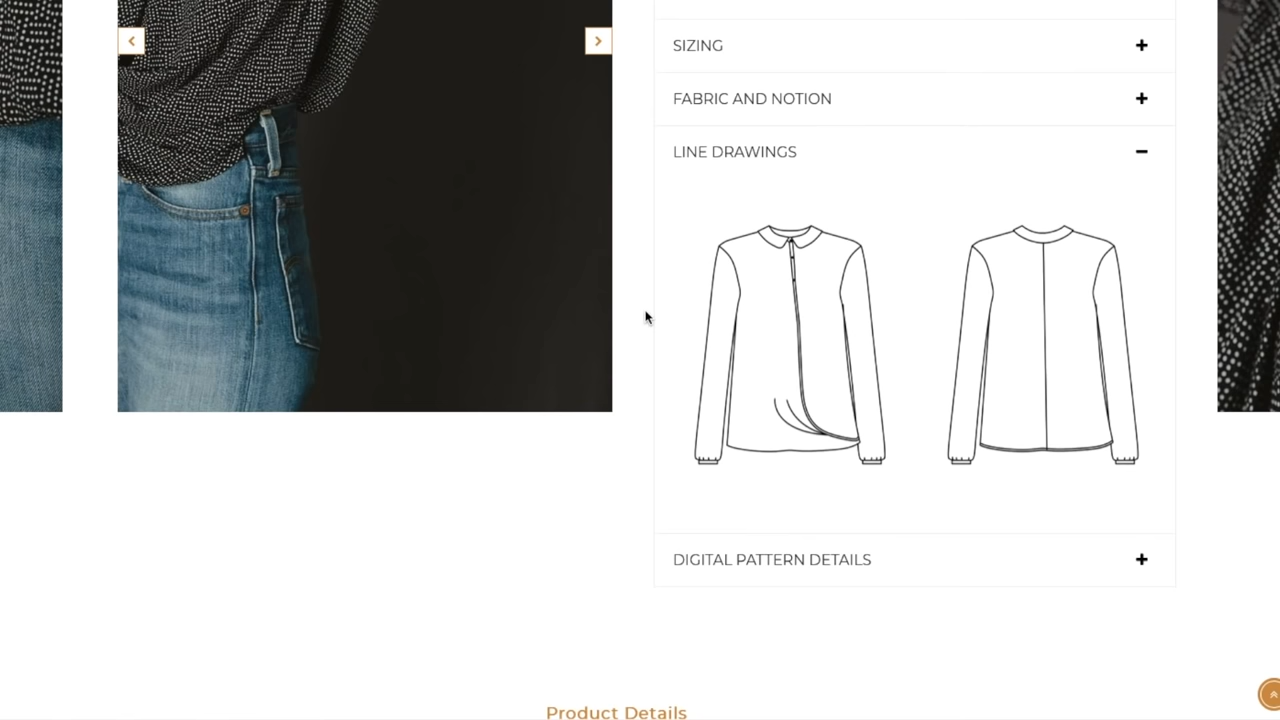 SIZING
FABRIC AND NOTION
LINE DRAWINGS
DIGITAL PATTERN DETAILS
Product Details